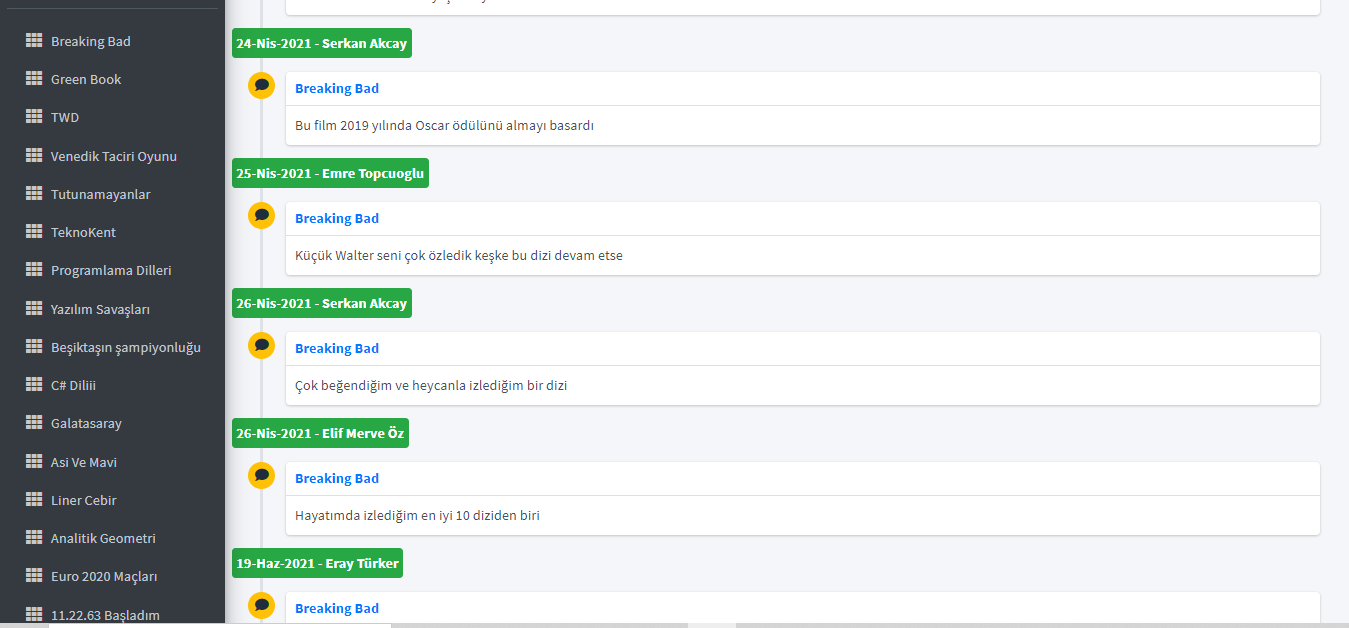 Breaking Bad
Green Book
TWD
Venedik Taciri Oyunu
Tutunamayanlar
TeknoKent
Programlama Dilleri
Yazılım Savaşları
Beşiktaşın şampiyonluğu
C# Diliii
Galatasaray
Asi Ve Mavi
Liner Cebir
Analitik Geometri
Euro 2020 Maçları
11.22.63 Başladım
24-Nis-2021 - Serkan Akcay
Breaking Bad
Bu film 2019 yılında Oscar ödülünü almayı basardı
25-Nis-2021 - Emre Topcuoglu
Breaking Bad
Küçük Walter seni çok özledik keşke bu dizi devam etse
26-Nis-2021 - Serkan Akcay
Breaking Bad
Çok beğendiğim ve heycanla izlediğim bir dizi
26-Nis-2021 - Elif Merve Öz
Breaking Bad
Hayatımda izlediğim en iyi 10 diziden biri
19-Haz-2021 - Eray Türker
Breaking Bad